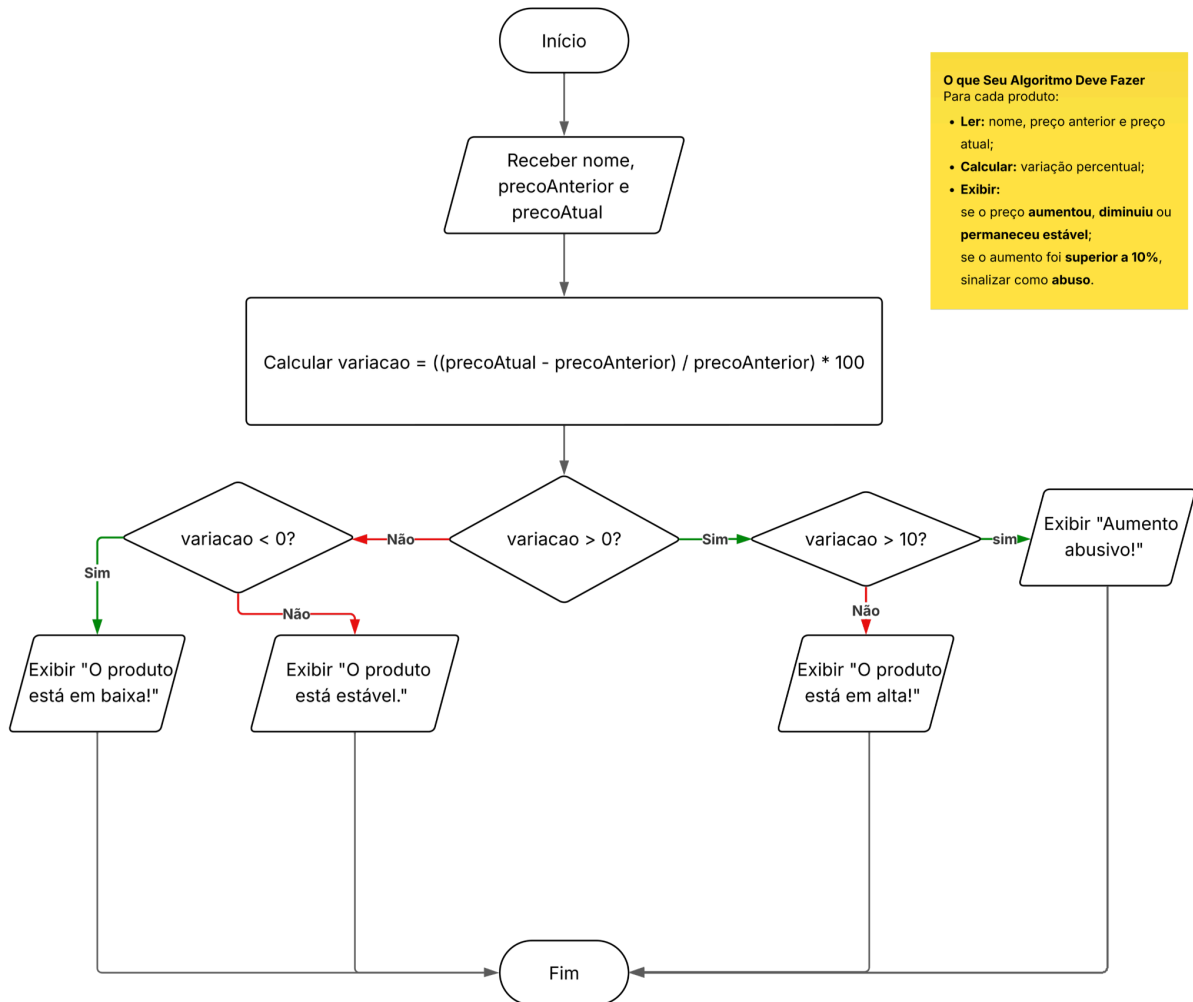 Início
O que Seu Algoritmo Deve Fazer
Para cada produto:
• Ler: nome, preço anterior e preço
atual;
• Calcular: variação percentual;
• Exibir:
se o preço aumentou, diminuiu ou
permaneceu estável;
se o aumento foi superior a 10%,
sinalizar como abuso.
Receber nome,
precoAnterior e
precoAtual
Calcular variacao = ((precoAtual - precoAnterior) / precoAnterior) * 100
variacao < 0?
Não
variacao > 0?
Sim
variacao > 10?
sim
Exibir "Aumento
abusivo!"
Sim
Não
Não
Exibir "O produto
está em baixa!"
Exibir "O produto
está estável."
Exibir "O produto
está em alta!"
Fim